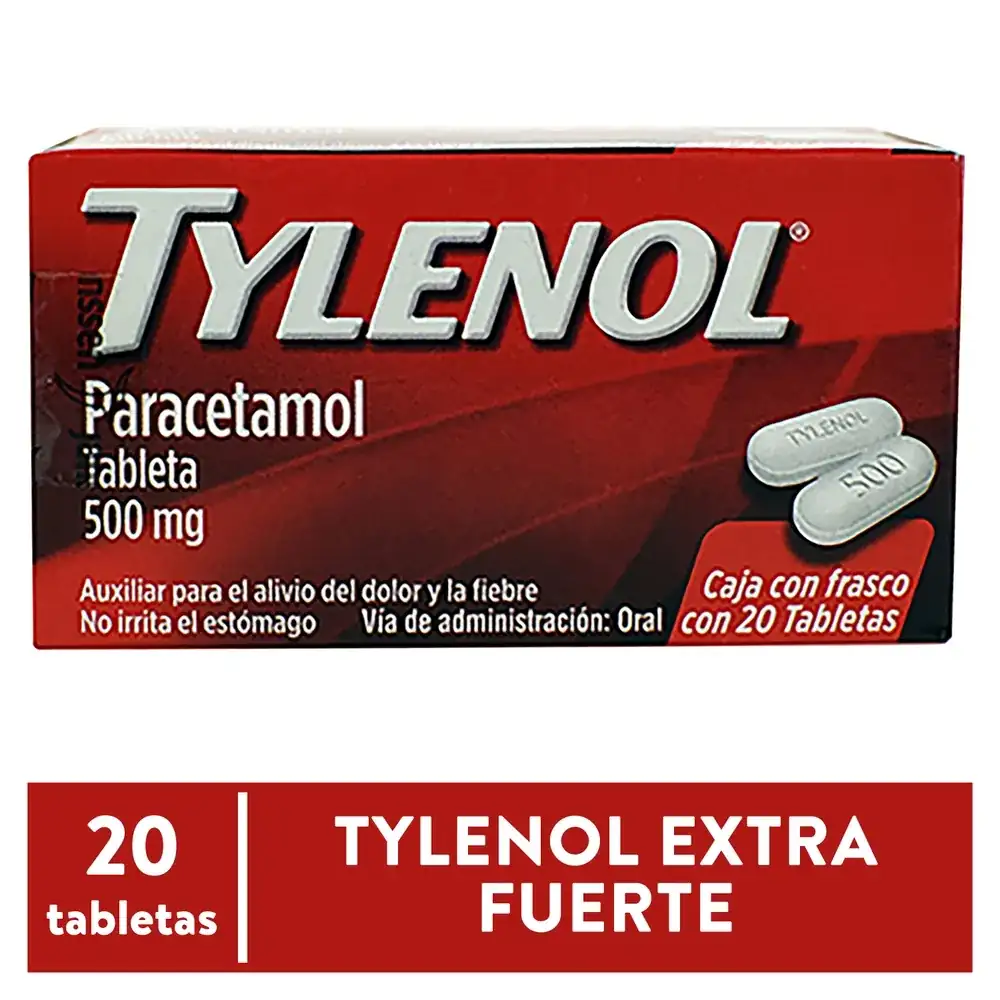 TYLENOL®
Paracetamol
Tableta
500 mg
TYLENOL
500
Auxiliar para el alivio del dolor y la fiebre
No irrita el estómago Vía de administración: Oral
Caja con frasco
con 20 Tabletas
20
tabletas
TYLENOL EXTRA
FUERTE